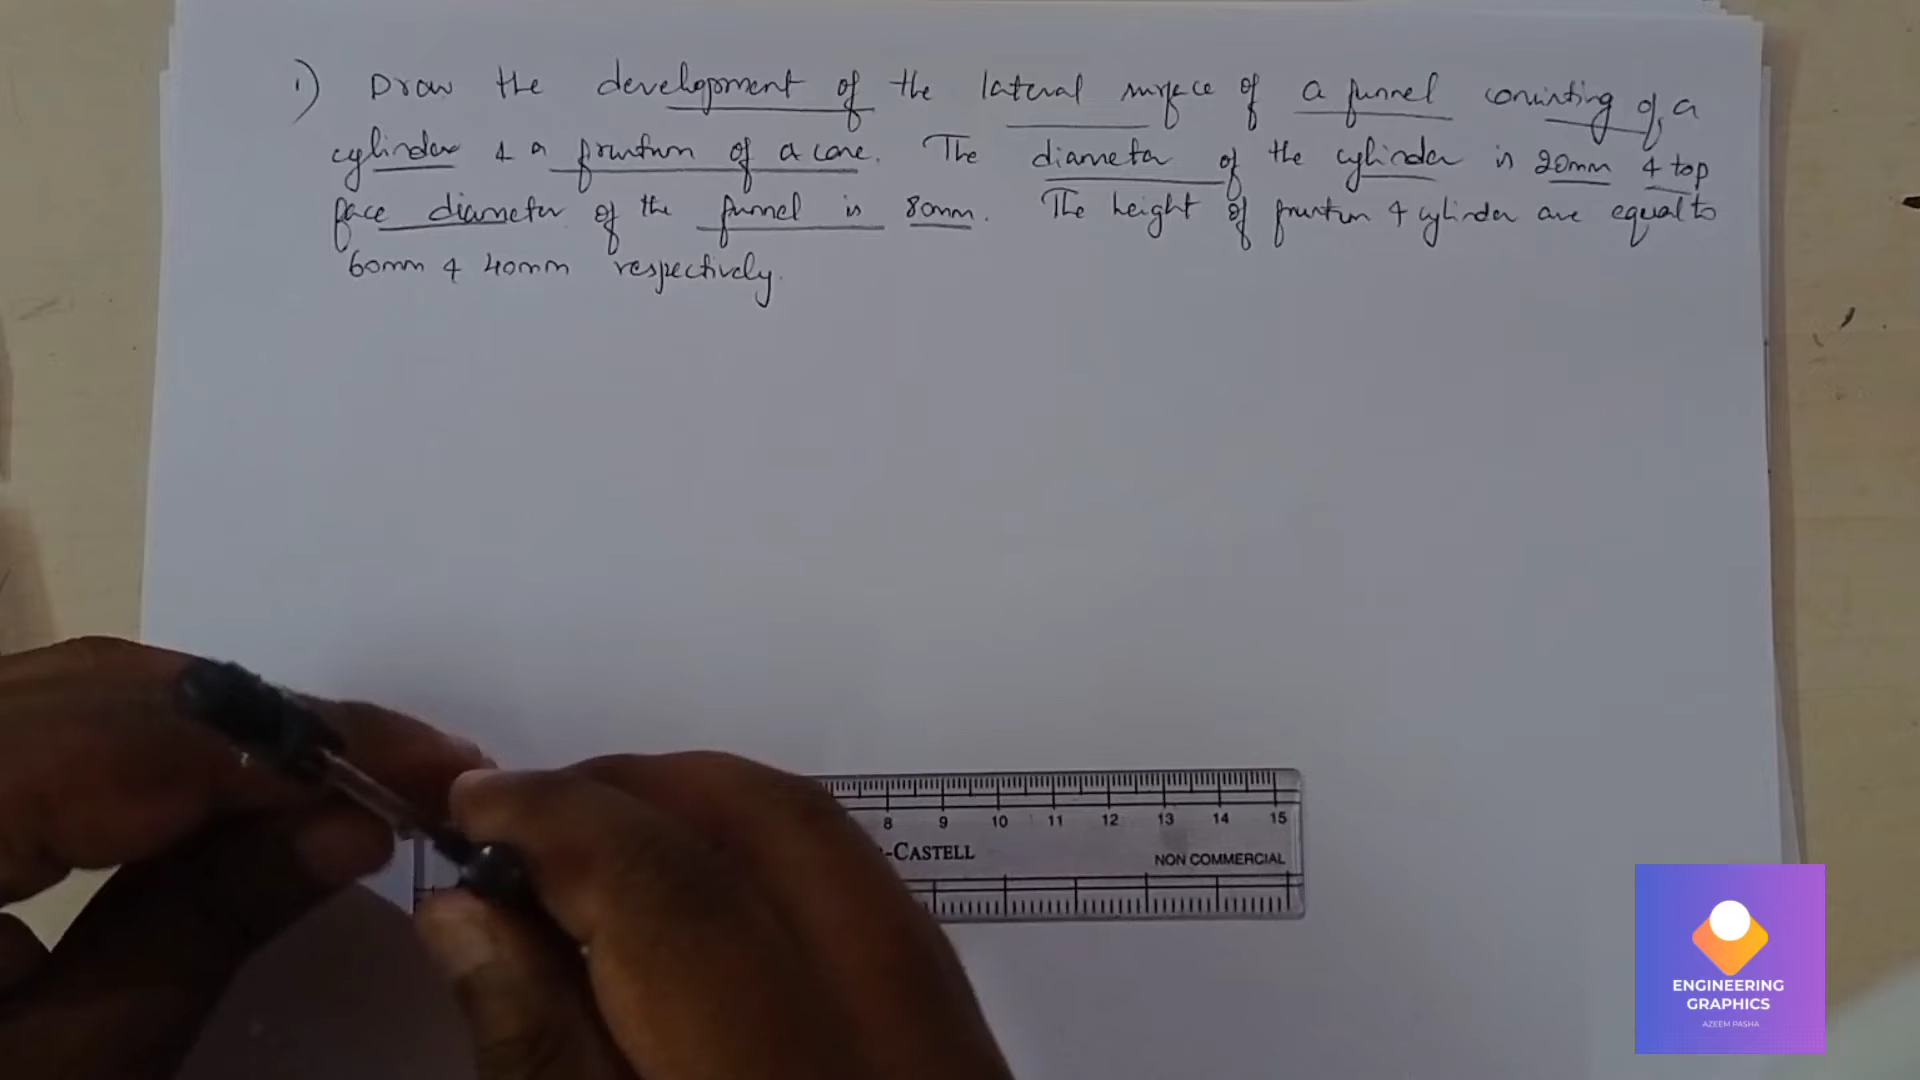 1) Draw the development of the lateral surface of a funnel consisting of a
cylinder & a frustum of a cone. The diameter of the cylinder is 20mm & top
face diameter of the funnel is 80mm. The height of frustum & cylinder are equal to
60mm & 40mm respectively.
8 9 10 11 12 13 14 15
-CASTELL
NON COMMERCIAL
ENGINEERING
GRAPHICS
AZEEM PASHA